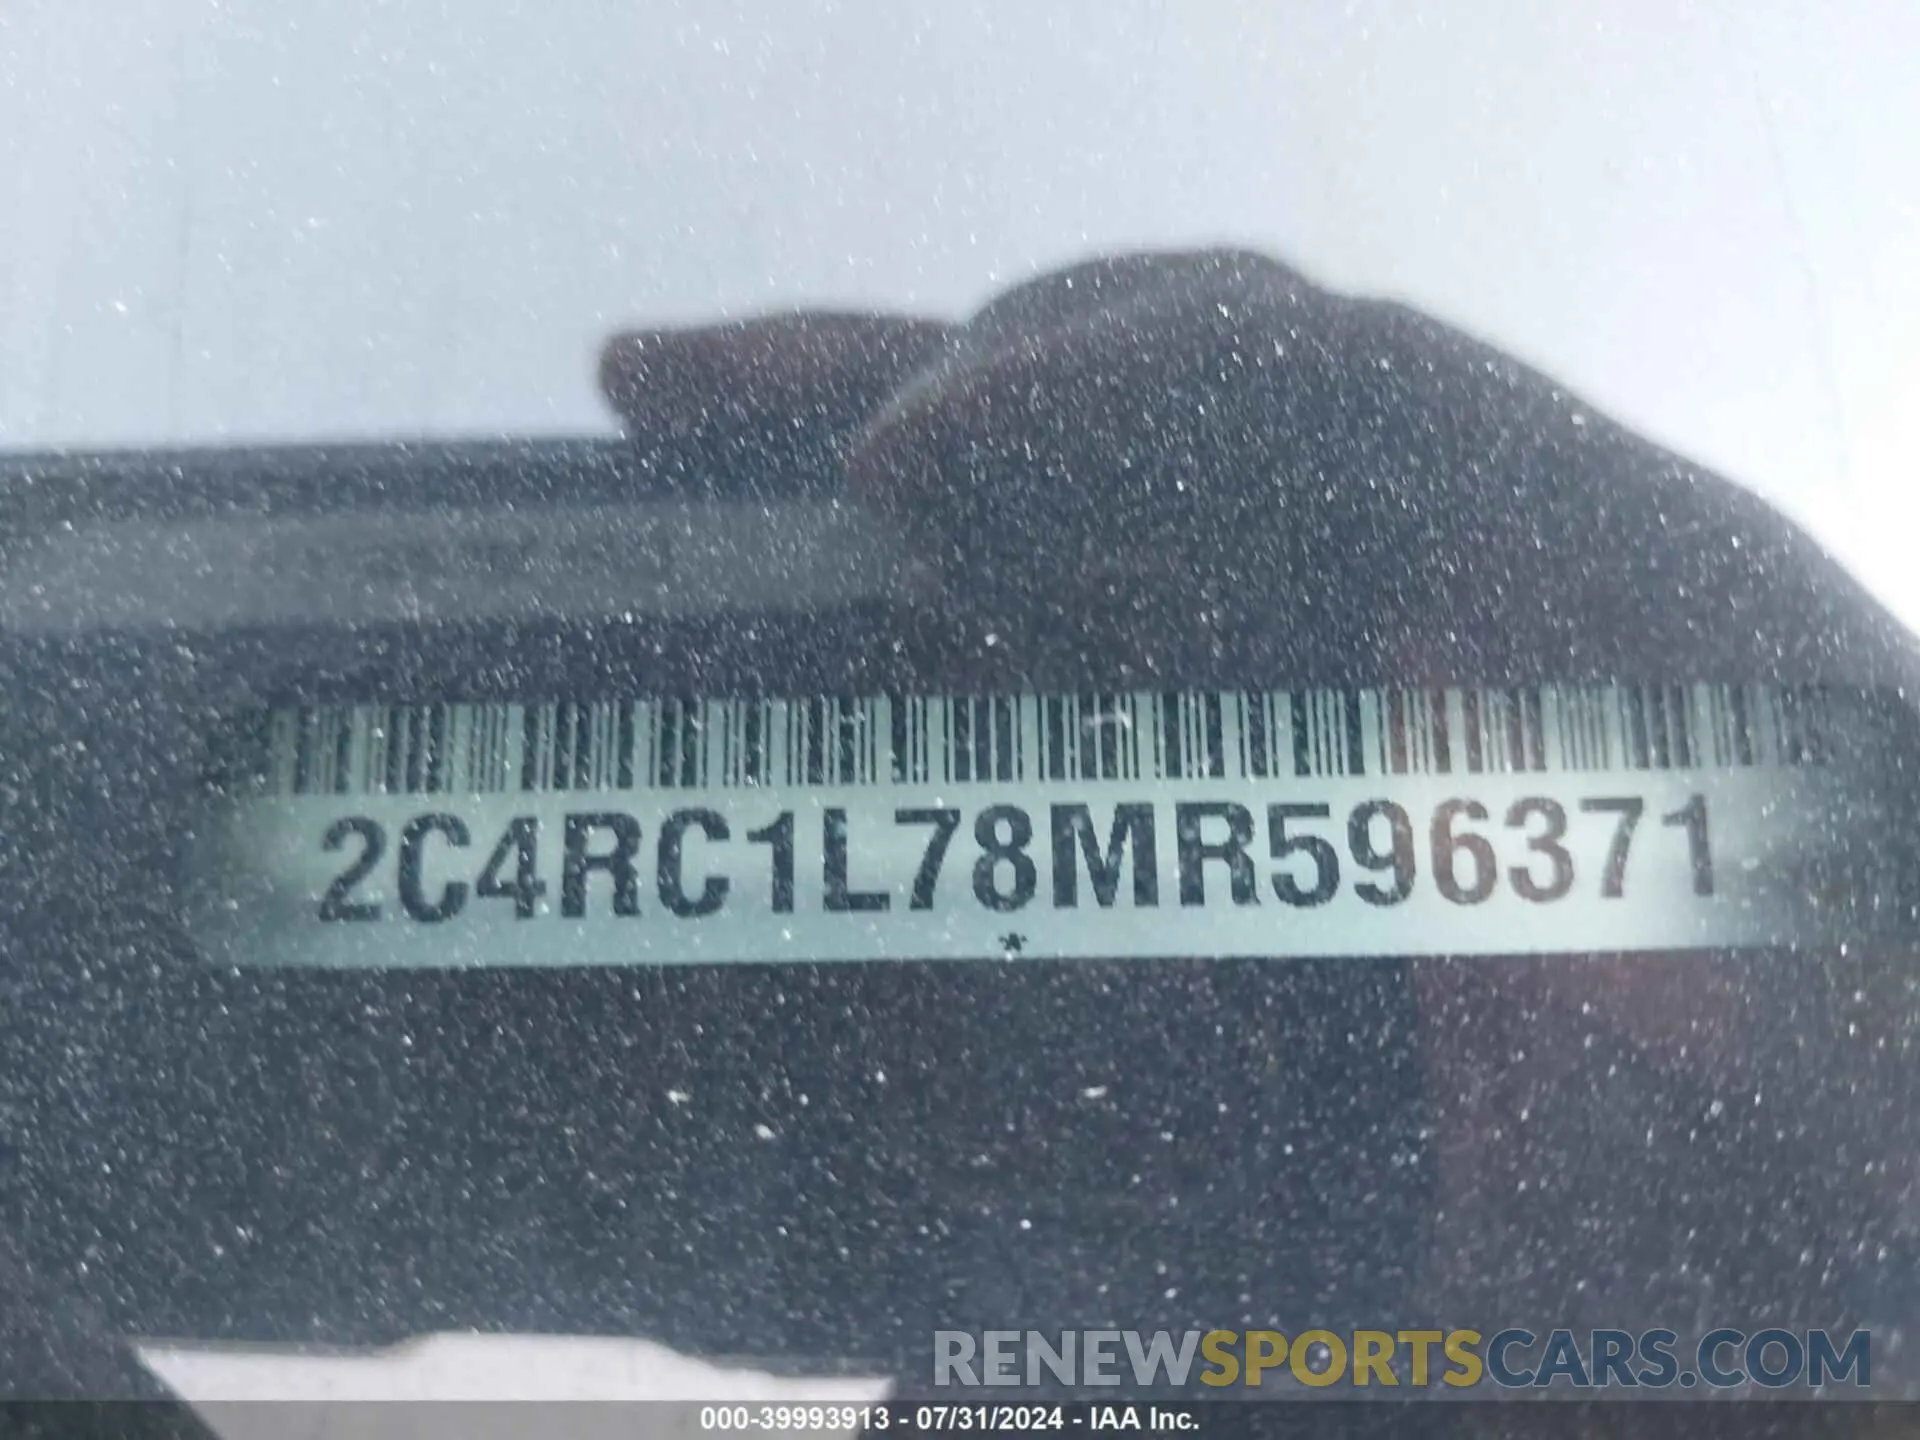 2C4RC1L78MR596371
RENEWSPORTSCARS.COM
000-39993913 - 07/31/2024 - IAA Inc.